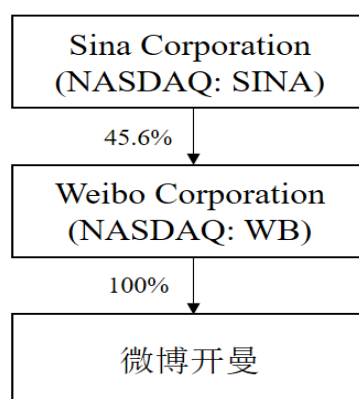 Sina Corporation
(NASDAQ: SINA)
45.6%
Weibo Corporation
(NASDAQ: WB)
100%
微博开曼